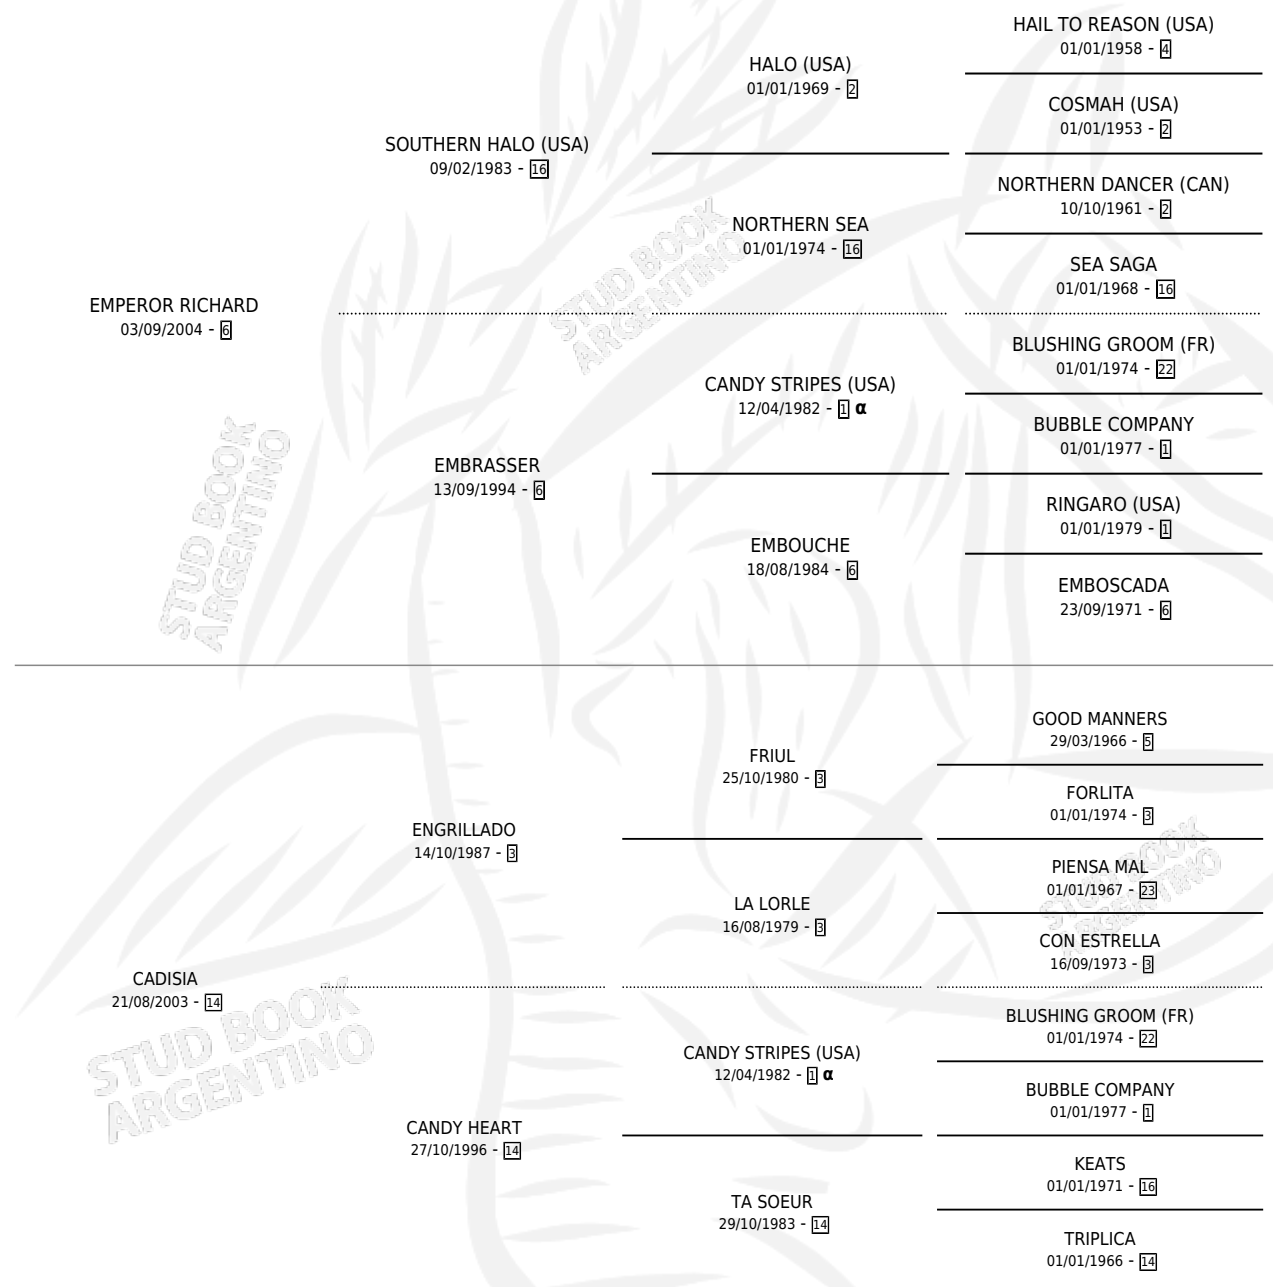 HAIL TO REASON (USA)
01/01/1958 - 4
HALO (USA)
01/01/1969 - 2
COSMAH (USA)
01/01/1953 - 2
SOUTHERN HALO (USA)
09/02/1983 - 16
NORTHERN DANCER (CAN)
10/10/1961 - 2
NORTHERN SEA
01/01/1974 - 16
SEA SAGA
01/01/1968 - 16
EMPEROR RICHARD
03/09/2004 - 6
STUD BOOK
ARGENTINO
BLUSHING GROOM (FR)
01/01/1974 - 22
CANDY STRIPES (USA)
12/04/1982 - 1 α
BUBBLE COMPANY
01/01/1977 - 1
EMBRASSER
13/09/1994 - 6
RINGARO (USA)
01/01/1979 - 1
EMBOUCHE
18/08/1984 - 6
EMBOSCADA
23/09/1971 - 6
STUD BOOK
ARGENTINO
GOOD MANNERS
29/03/1966 - 5
FRIUL
25/10/1980 - 3
FORLITA
01/01/1974 - 3
ENGRILLADO
14/10/1987 - 3
PIENSA MAL
01/01/1967 - 23
LA LORLE
16/08/1979 - 3
CON ESTRELLA
16/09/1973 - 3
STUD BOOK
ARGENTINO
CADISIA
21/08/2003 - 14
STUD BOOK
ARGENTINO
BLUSHING GROOM (FR)
01/01/1974 - 22
CANDY STRIPES (USA)
12/04/1982 - 1 α
BUBBLE COMPANY
01/01/1977 - 1
CANDY HEART
27/10/1996 - 14
KEATS
01/01/1971 - 16
TA SOEUR
29/10/1983 - 14
TRIPLICA
01/01/1966 - 14